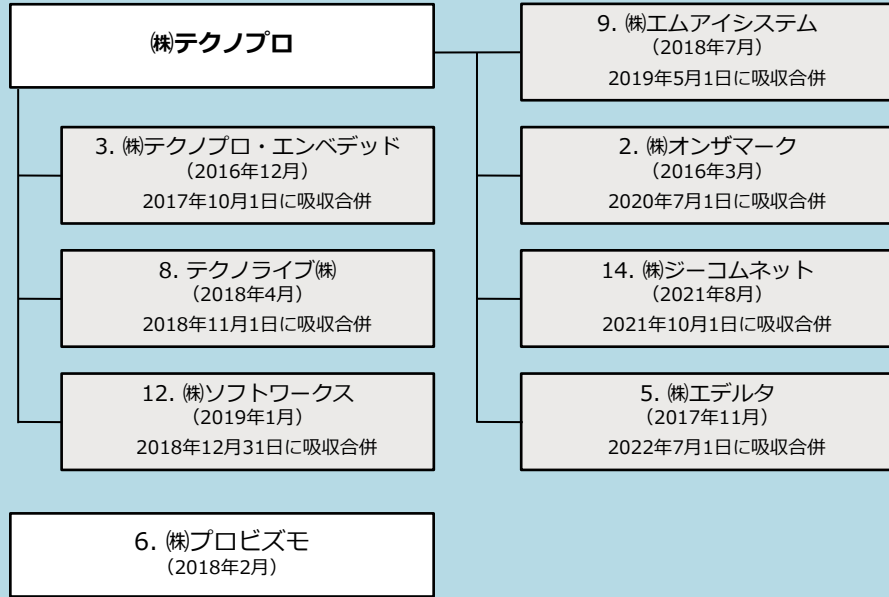 ㈱テクノプロ
3. ㈱テクノプロ・エンベデッド
（2016年12月）
2017年10月1日に吸収合併
8. テクノライブ㈱
（2018年4月）
2018年11月1日に吸収合併
12. ㈱ソフトワークス
（2019年1月）
2018年12月31日に吸収合併
9. ㈱エムアイシステム
（2018年7月）
2019年5月1日に吸収合併
2. ㈱オンザマーク
（2016年3月）
2020年7月1日に吸収合併
14. ㈱ジーコムネット
（2021年8月）
2021年10月1日に吸収合併
5. ㈱エデルタ
（2017年11月）
2022年7月1日に吸収合併
6. ㈱プロビズモ
（2018年2月）